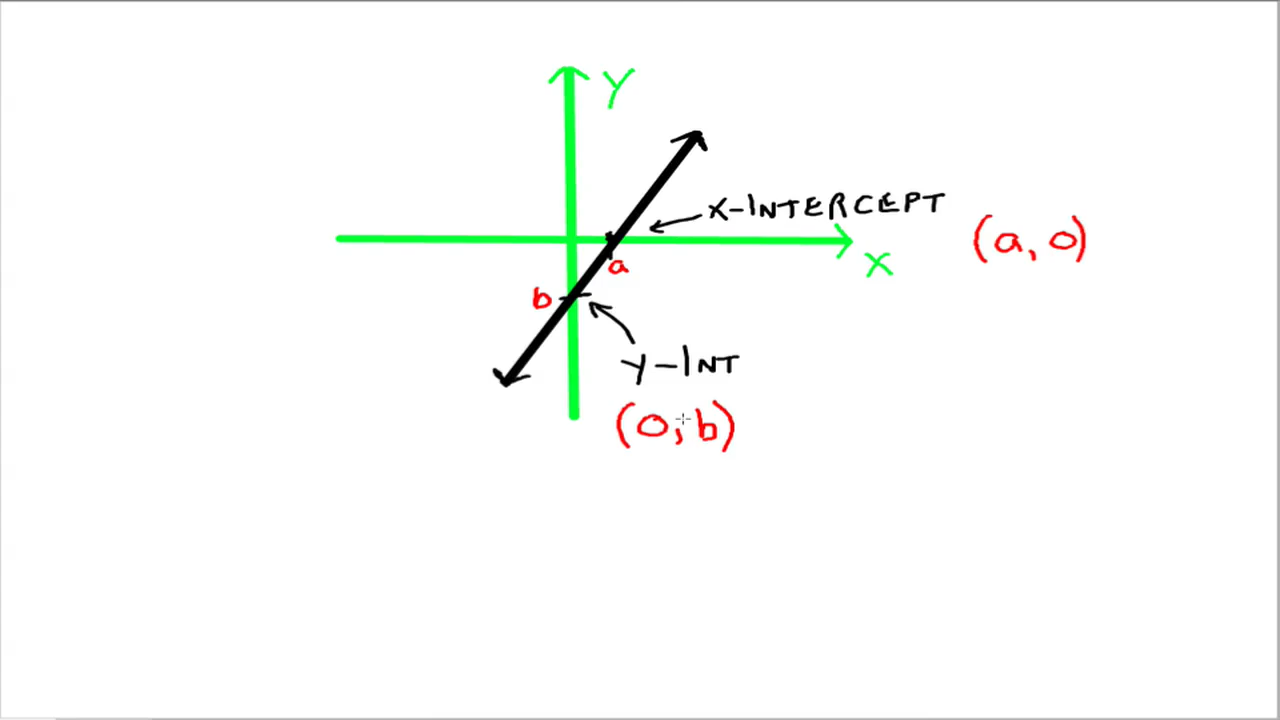 Y
X-INTERCEPT
(a, 0)
X
a
b
Y-INT
(0, b)